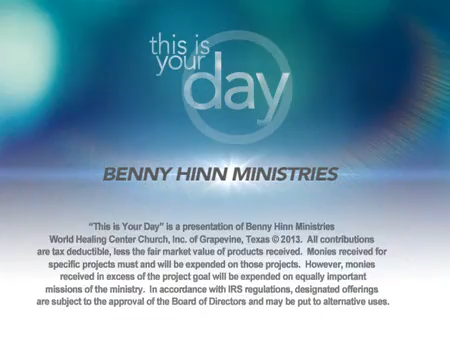 this is
your
day
BENNY HINN MINISTRIES
“This is Your Day” is a presentation of Benny Hinn Ministries
World Healing Center Church, Inc. of Grapevine, Texas © 2013.  All contributions
are tax deductible, less the fair market value of products received.  Monies received for
specific projects must and will be expended on those projects.  However, monies
received in excess of the project goal will be expended on equally important
missions of the ministry.  In accordance with IRS regulations, designated offerings
are subject to the approval of the Board of Directors and may be put to alternative uses.